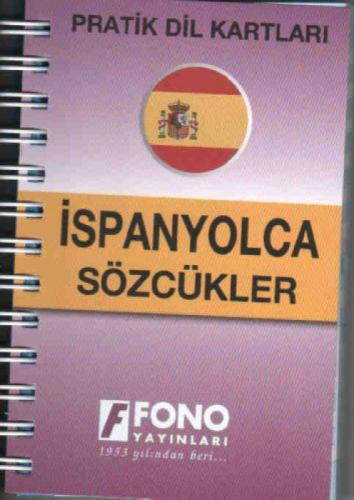 PRATİK DİL KARTLARI
İSPANYOLCA
SÖZCÜKLER
F FONO
YAYINLARI
1953 yılından beri...